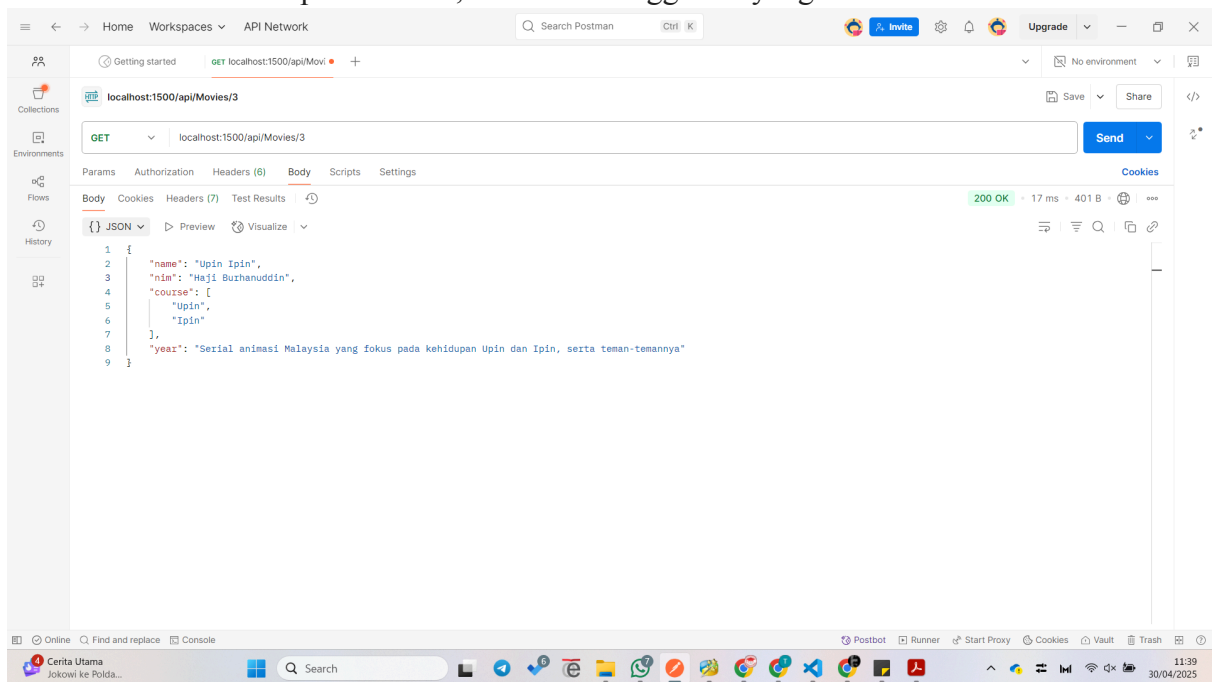 Home Workspaces API Network Search Postman Ctrl K Invite Upgrade
Getting started GET localhost:1500/api/Movi + No environment
HTTP localhost:1500/api/Movies/3 Save Share
Collections
GET localhost:1500/api/Movies/3 Send
Environments
Params Authorization Headers (6) Body Scripts Settings Cookies
Flows
Body Cookies Headers (7) Test Results 200 OK 17 ms 401 B
History
{} JSON Preview Visualize
1 {
2 "name": "Upin Ipin",
3 "nim": "Haji Burhanuddin",
4 "course": [
5 "Upin",
6 "Ipin"
7 ],
8 "year": "Serial animasi Malaysia yang fokus pada kehidupan Upin dan Ipin, serta teman-temannya"
9 }
Online Find and replace Console Postbot Runner Start Proxy Cookies Vault Trash
4 Cerita Utama
Jokowi ke Polda...
Search
11:39
30/04/2025